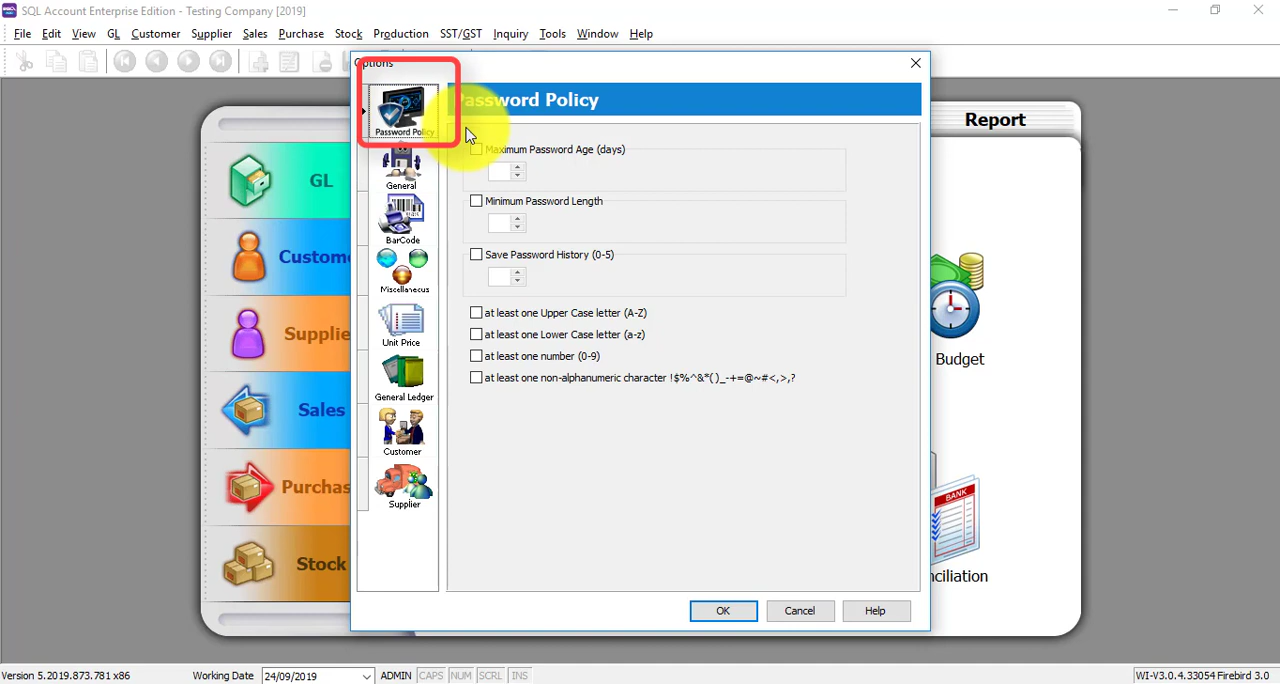 SQL Account Enterprise Edition - Testing Company [2019]
File Edit View GL Customer Supplier Sales Purchase Stock Production SST/GST Inquiry Tools Window Help
Options
Password Policy
Password Policy
General
BarCode
Miscellaneous
Unit Price
General Ledger
Customer
Supplier
Maximum Password Age (days)
Minimum Password Length
Save Password History (0-5)
at least one Upper Case letter (A-Z)
at least one Lower Case letter (a-z)
at least one number (0-9)
at least one non-alphanumeric character !$%^&*()_-+=@~#<,>,?
OK Cancel Help
GL
Custome
Supplie
Sales
Purchas
Stock
Report
Budget
BANK
nciliation
Version 5.2019.873.781 x86 Working Date 24/09/2019 ADMIN CAPS NUM SCRL INS WI-V3.0.4.33054 Firebird 3.0